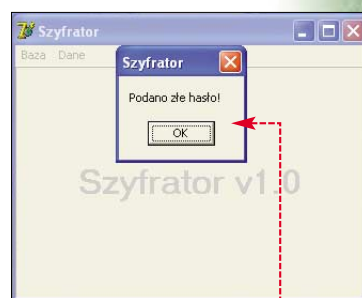 Szyfrator
Baza Dane
Szyfrator
Podano złe hasło!
OK
Szyfrator v1.0